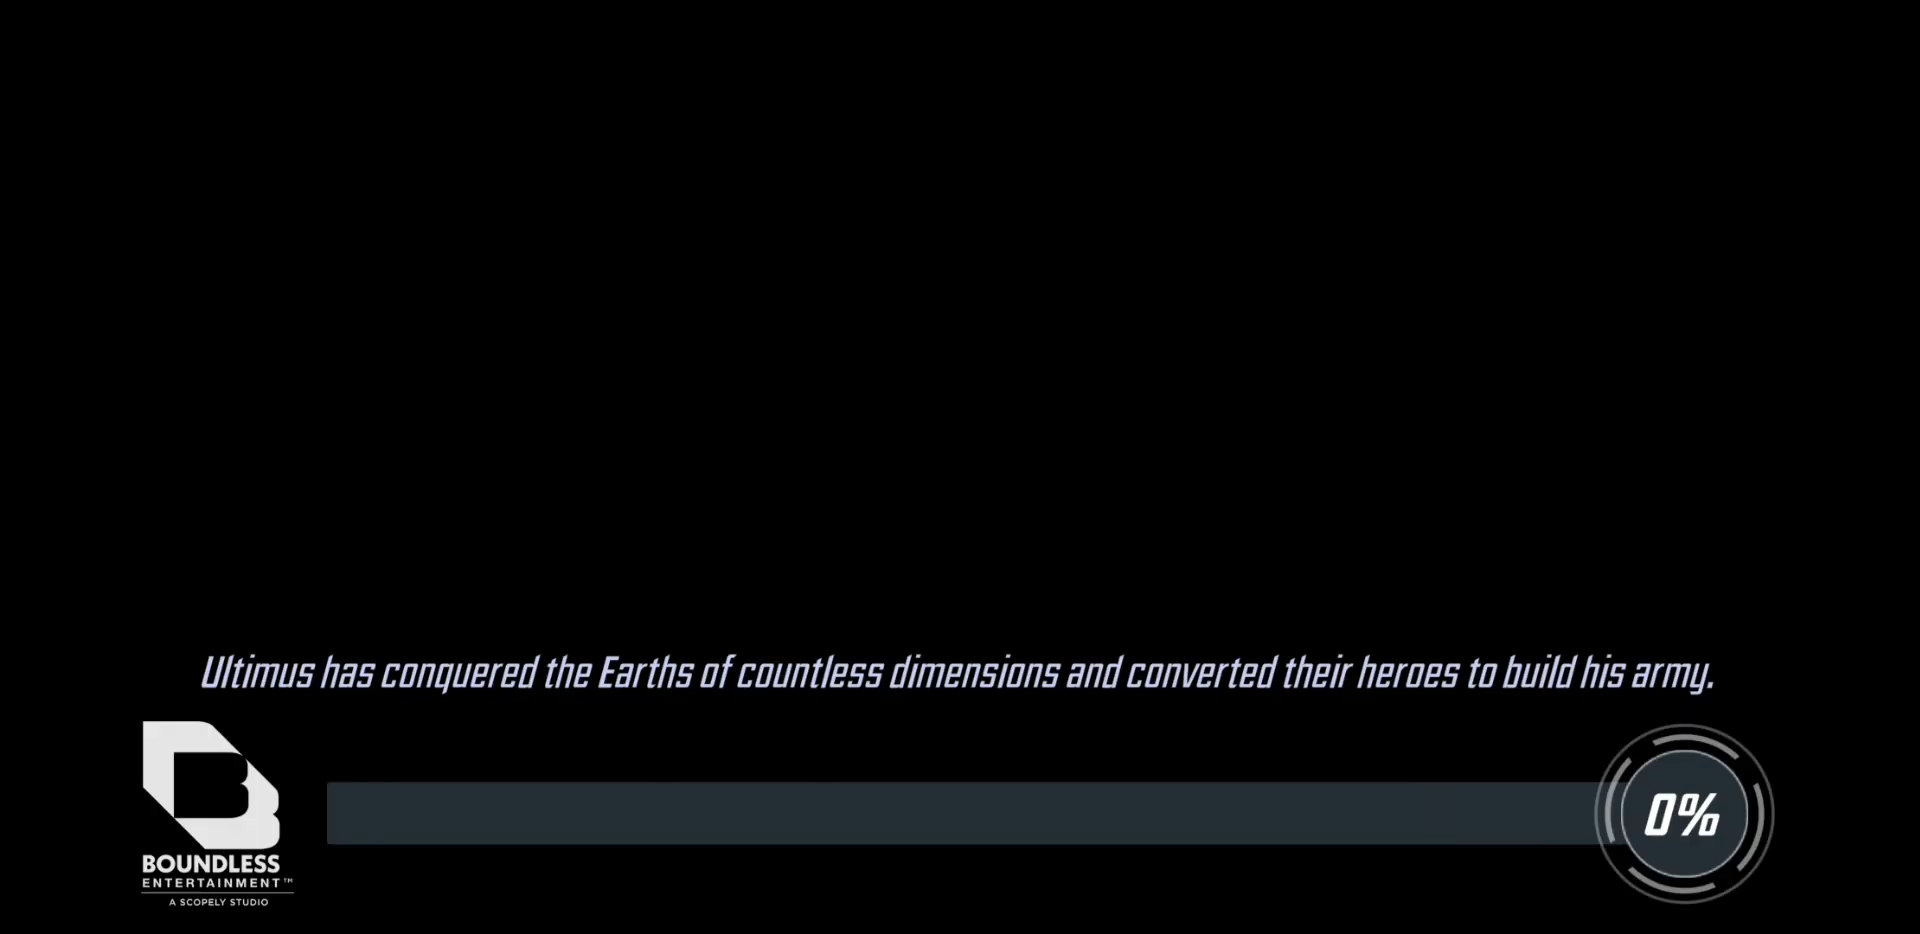 Ultimus has conquered the Earths of countless dimensions and converted their heroes to build his army.
B
BOUNDLESS
ENTERTAINMENT™
A SCOPELY STUDIO
0%